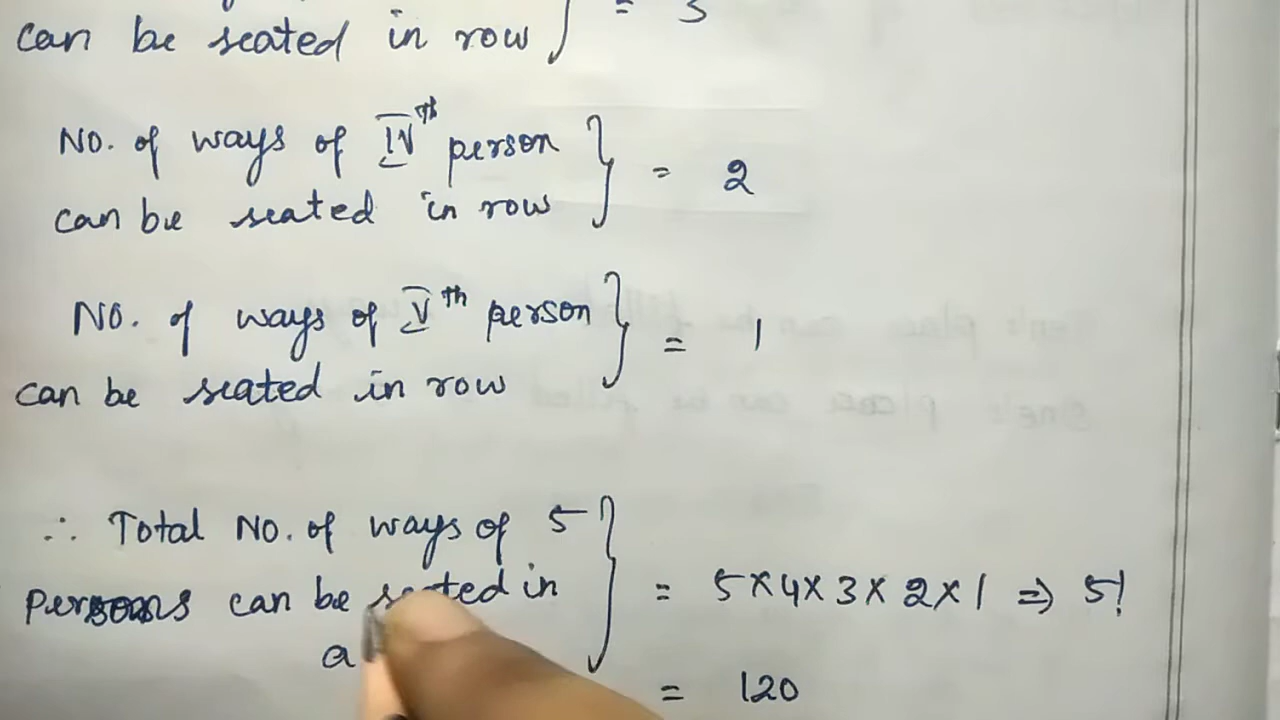 can be seated in row } = 3
No. of ways of IVth person
can be seated in row } = 2
No. of ways of Vth person
can be seated in row } = 1
∴ Total No. of ways of 5
Persons can be seated in } = 5×4×3×2×1 ⇒ 5!
a
= 120